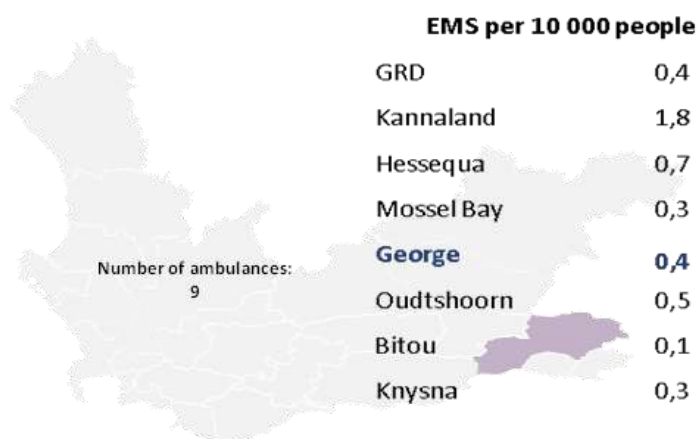 EMS per 10 000 people
GRD 0,4
Kannaland 1,8
Hessequa 0,7
Mossel Bay 0,3
George 0,4
Number of ambulances:
9
Oudtshoorn 0,5
Bitou 0,1
Knysna 0,3